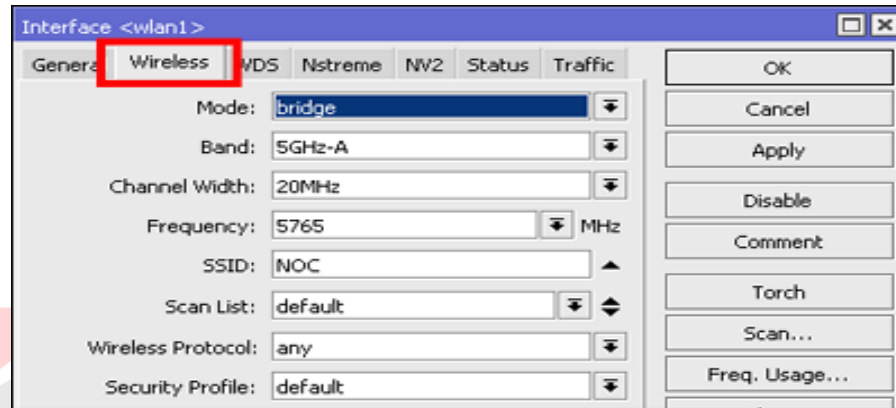 Interface <wlan1>
Genera Wireless WDS Nstreme NV2 Status Traffic
Mode: bridge
Band: 5GHz-A
Channel Width: 20MHz
Frequency: 5765 MHz
SSID: NOC
Scan List: default
Wireless Protocol: any
Security Profile: default
OK
Cancel
Apply
Disable
Comment
Torch
Scan...
Freq. Usage...